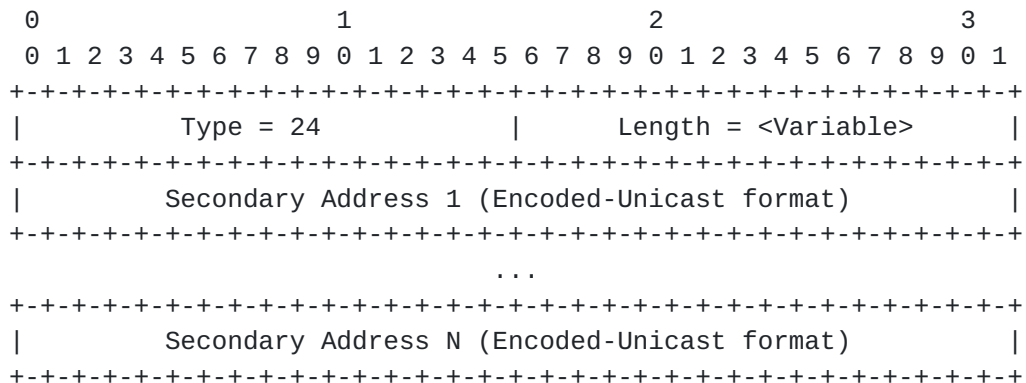 0                   1                   2                   3
 0 1 2 3 4 5 6 7 8 9 0 1 2 3 4 5 6 7 8 9 0 1 2 3 4 5 6 7 8 9 0 1
+-+-+-+-+-+-+-+-+-+-+-+-+-+-+-+-+-+-+-+-+-+-+-+-+-+-+-+-+-+-+-+-+
|          Type = 24            |      Length = <Variable>      |
+-+-+-+-+-+-+-+-+-+-+-+-+-+-+-+-+-+-+-+-+-+-+-+-+-+-+-+-+-+-+-+-+
|         Secondary Address 1 (Encoded-Unicast format)          |
+-+-+-+-+-+-+-+-+-+-+-+-+-+-+-+-+-+-+-+-+-+-+-+-+-+-+-+-+-+-+-+-+
                              ...
+-+-+-+-+-+-+-+-+-+-+-+-+-+-+-+-+-+-+-+-+-+-+-+-+-+-+-+-+-+-+-+-+
|         Secondary Address N (Encoded-Unicast format)          |
+-+-+-+-+-+-+-+-+-+-+-+-+-+-+-+-+-+-+-+-+-+-+-+-+-+-+-+-+-+-+-+-+